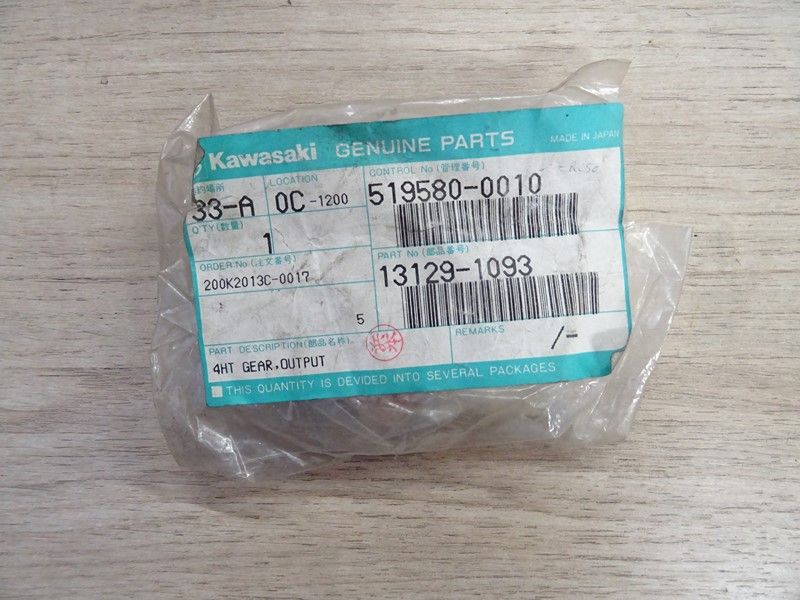 Kawasaki GENUINE PARTS MADE IN JAPAN
LOCATION
33-A 0C-1200
CONTROL No (管理番号)
519580-0010
Q'TY (数量)
1
ORDER No (注文番号)
200K2013C-0017
5
PART No (部品番号)
13129-1093
PART DESCRIPTION (部品名称)
4HT GEAR,OUTPUT
REMARKS
/-
THIS QUANTITY IS DEVIDED INTO SEVERAL PACKAGES